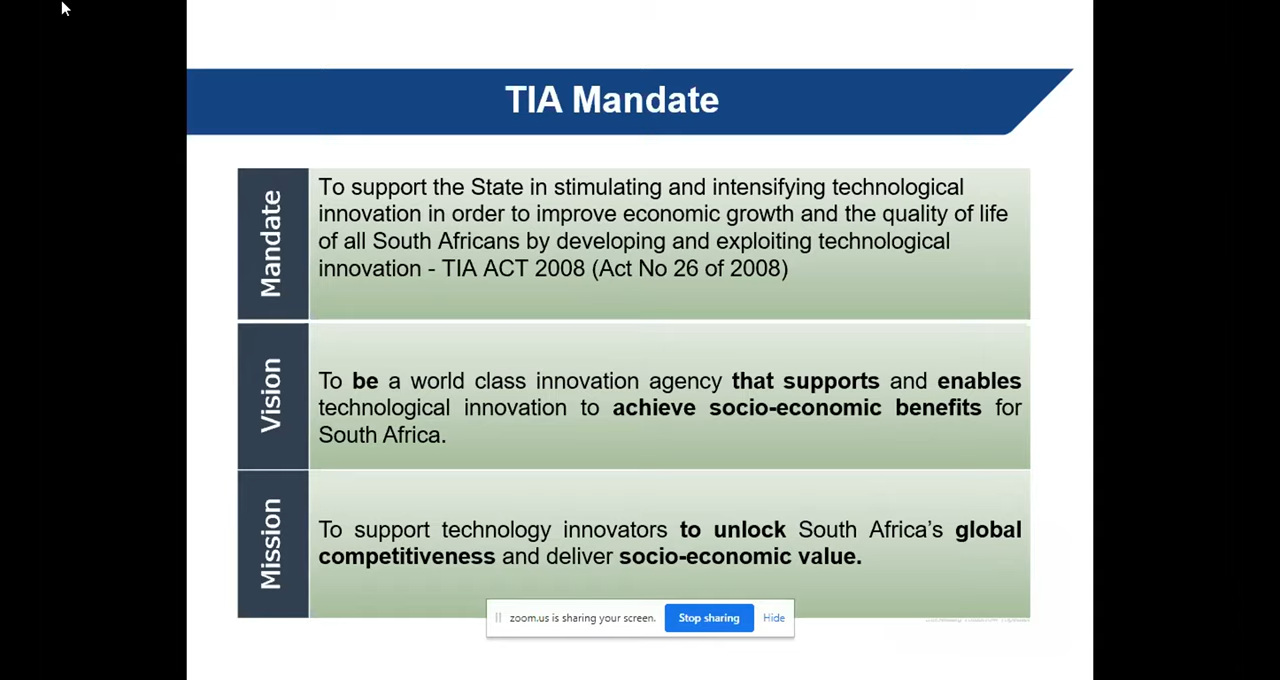 TIA Mandate
Mandate
To support the State in stimulating and intensifying technological
innovation in order to improve economic growth and the quality of life
of all South Africans by developing and exploiting technological
innovation - TIA ACT 2008 (Act No 26 of 2008)
Vision
To be a world class innovation agency that supports and enables
technological innovation to achieve socio-economic benefits for
South Africa.
Mission
To support technology innovators to unlock South Africa’s global
competitiveness and deliver socio-economic value.
zoom.us is sharing your screen. Stop sharing Hide